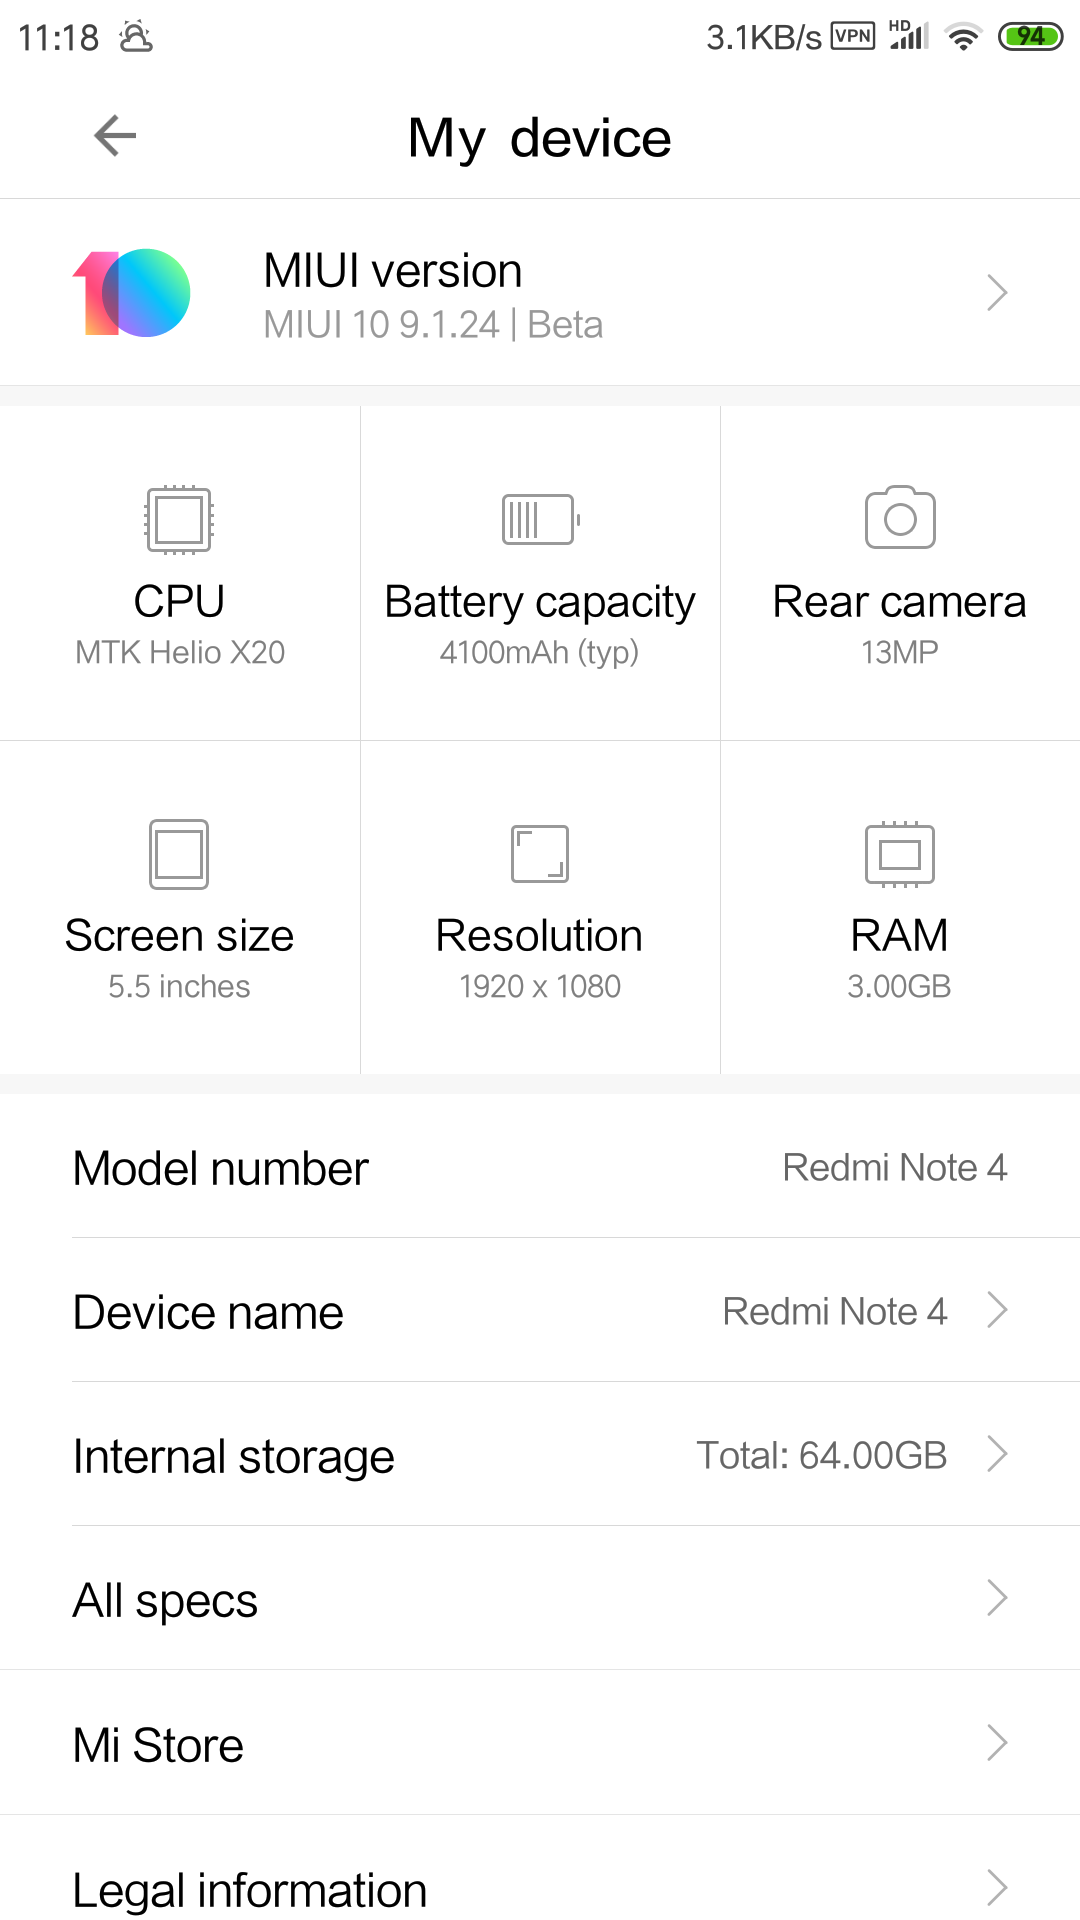 11:18 3.1KB/s VPN HD 94
My device
10 MIUI version
MIUI 10 9.1.24 | Beta
CPU Battery capacity Rear camera
MTK Helio X20 4100mAh (typ) 13MP
Screen size Resolution RAM
5.5 inches 1920 x 1080 3.00GB
Model number Redmi Note 4
Device name Redmi Note 4
Internal storage Total: 64.00GB
All specs
Mi Store
Legal information